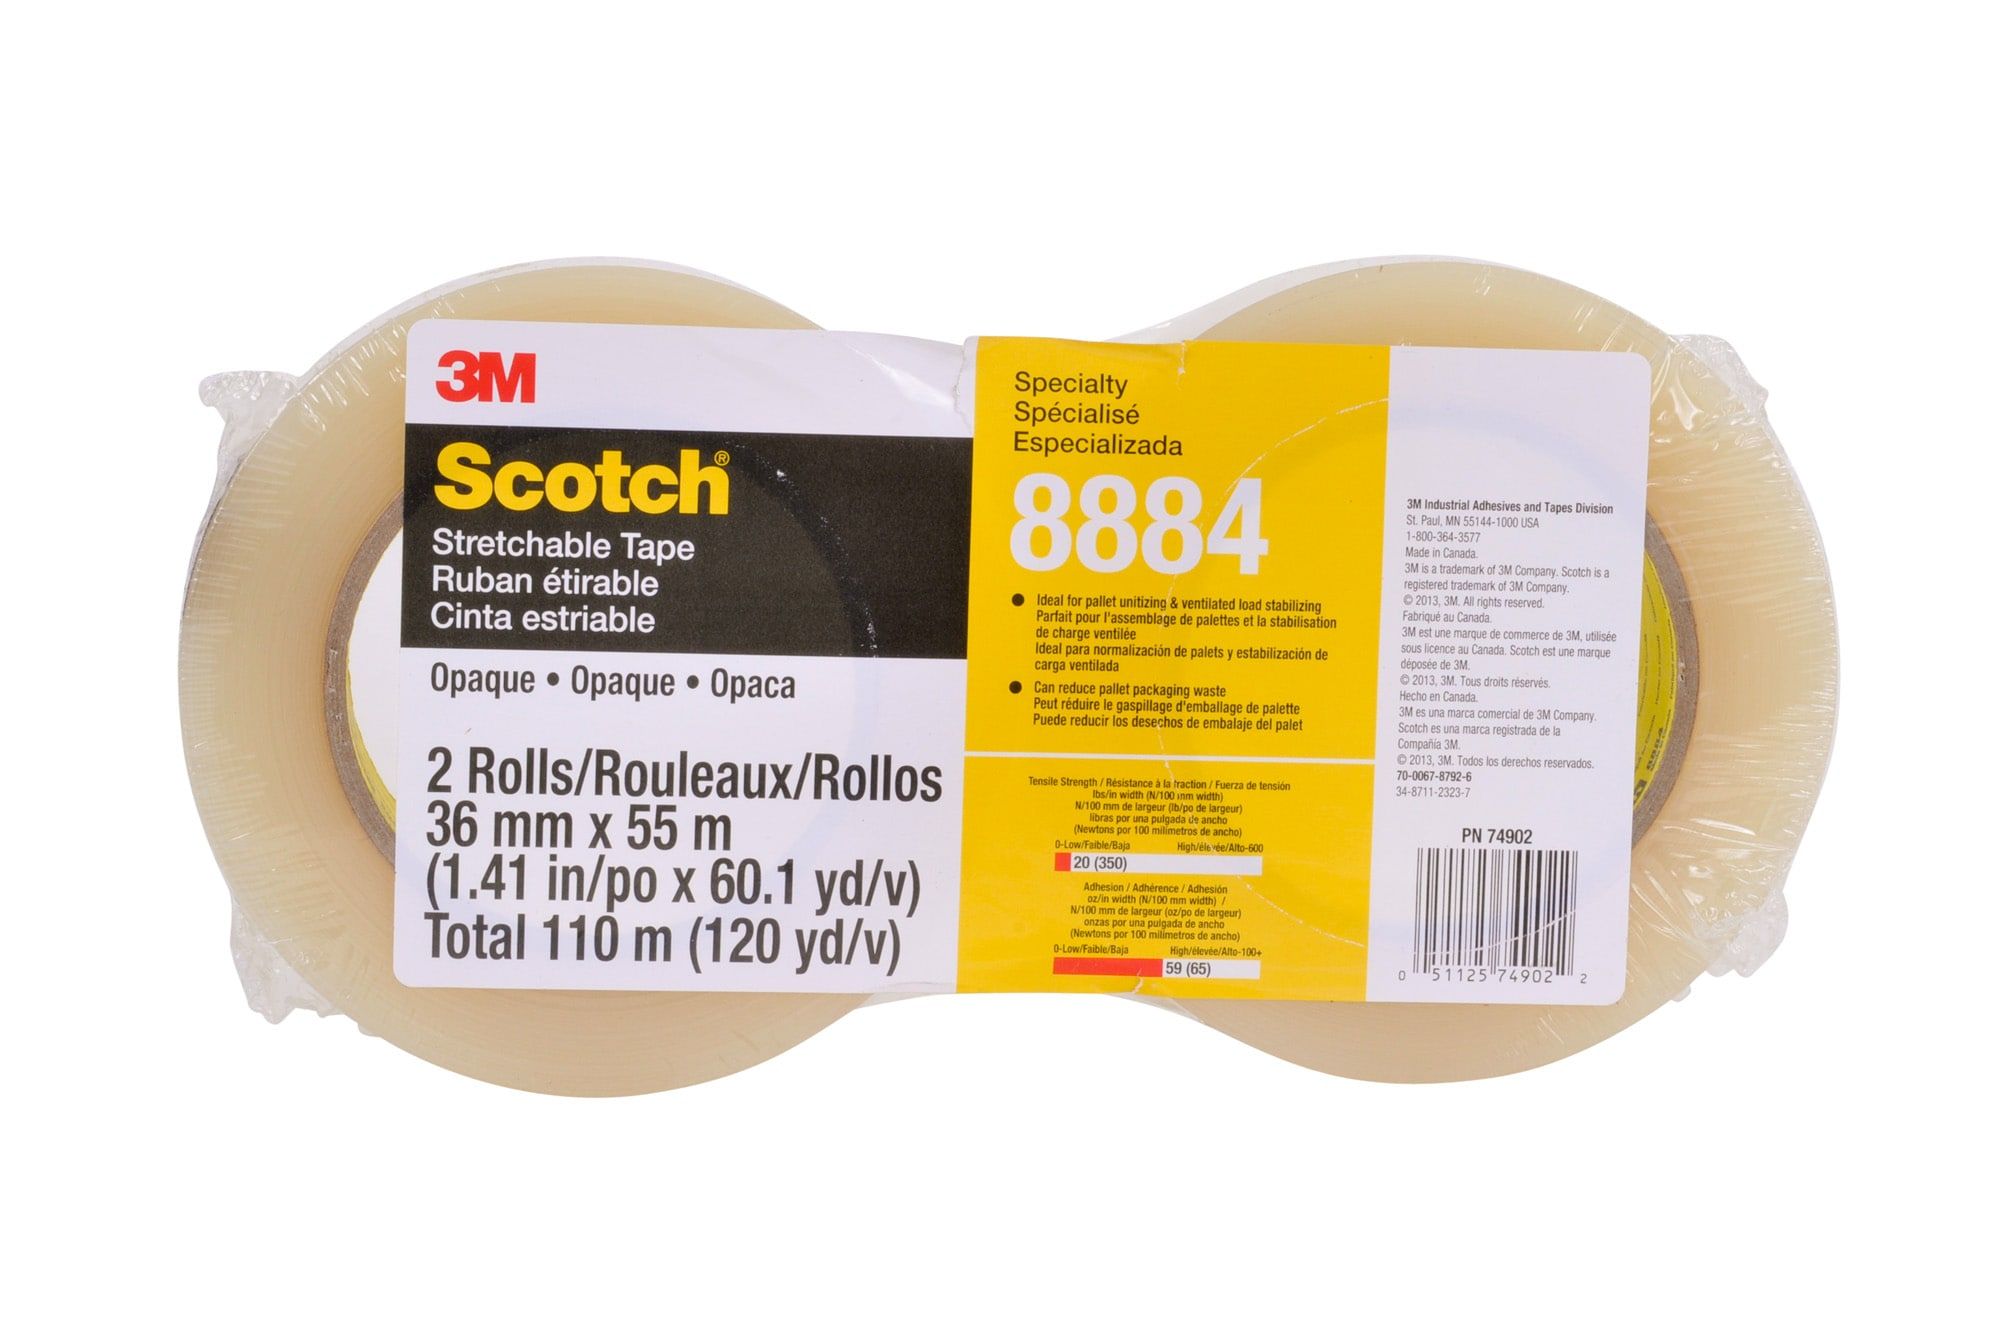 3M
Scotch®
Stretchable Tape
Ruban étirable
Cinta estriable
Opaque • Opaque • Opaca
2 Rolls/Rouleaux/Rollos
36 mm x 55 m
(1.41 in/po x 60.1 yd/v)
Total 110 m (120 yd/v)
Specialty
Spécialisé
Especializada
8884
● Ideal for pallet unitizing & ventilated load stabilizing
Parfait pour l'assemblage de palettes et la stabilisation
de charge ventilée
Ideal para normalización de palets y estabilización de
carga ventilada
● Can reduce pallet packaging waste
Peut réduire le gaspillage d'emballage de palette
Puede reducir los desechos de embalaje del palet
Tensile Strength / Résistance à la fraction / Fuerza de tensión
lbs/in width (N/100 mm width)
N/100 mm de largeur (lb/po de largeur)
libras por una pulgada de ancho
(Newtons por 100 milímetros de ancho)
0-Low/Faible/Baja High/élevée/Alto-600
20 (350)
Adhesion / Adhérence / Adhesión
oz/in width (N/100 mm width) /
N/100 mm de largeur (oz/po de largeur)
onzas por una pulgada de ancho
(Newtons por 100 milímetros de ancho)
0-Low/Faible/Baja High/élevée/Alto-100+
59 (65)
3M Industrial Adhesives and Tapes Division
St. Paul, MN 55144-1000 USA
1-800-364-3577
Made in Canada.
3M is a trademark of 3M Company. Scotch is a
registered trademark of 3M Company.
© 2013, 3M. All rights reserved.
Fabriqué au Canada.
3M est une marque de commerce de 3M, utilisée
sous licence au Canada. Scotch est une marque
déposée de 3M.
© 2013, 3M. Tous droits réservés.
Hecho en Canada.
3M es una marca comercial de 3M Company.
Scotch es una marca registrada de la
Compañía 3M.
© 2013, 3M. Todos los derechos reservados.
70-0067-8792-6
34-8711-2323-7
PN 74902
0 51125 74902 2
8884